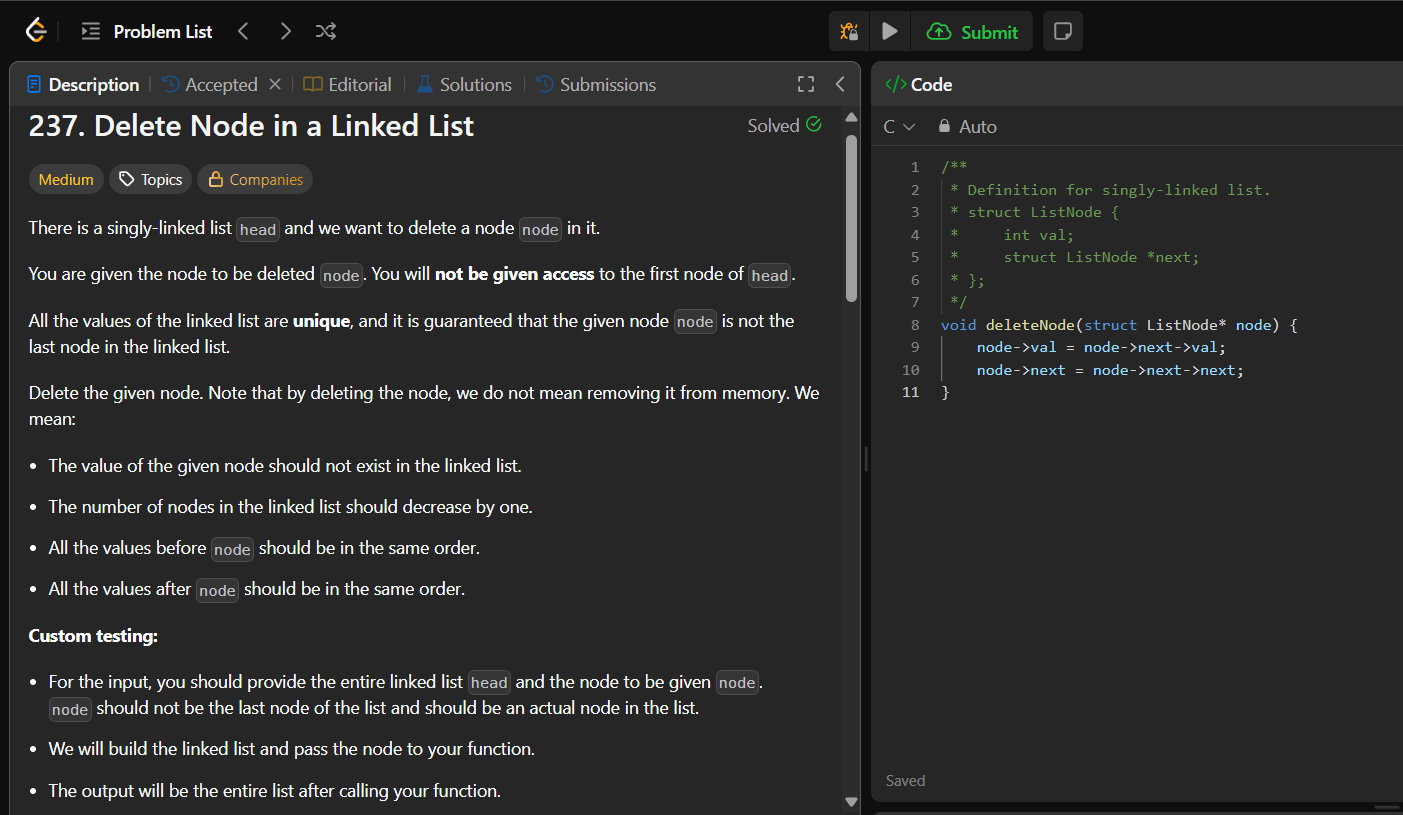 Problem List
Submit
Description
Accepted
Editorial
Solutions
Submissions
237. Delete Node in a Linked List
Solved
Medium
Topics
Companies
There is a singly-linked list head and we want to delete a node node in it.
You are given the node to be deleted node. You will not be given access to the first node of head.
All the values of the linked list are unique, and it is guaranteed that the given node node is not the
last node in the linked list.
Delete the given node. Note that by deleting the node, we do not mean removing it from memory. We
mean:
• The value of the given node should not exist in the linked list.
• The number of nodes in the linked list should decrease by one.
• All the values before node should be in the same order.
• All the values after node should be in the same order.
Custom testing:
• For the input, you should provide the entire linked list head and the node to be given node.
node should not be the last node of the list and should be an actual node in the list.
• We will build the linked list and pass the node to your function.
• The output will be the entire list after calling your function.
</> Code
C
Auto
1 /**
2  * Definition for singly-linked list.
3  * struct ListNode {
4  *     int val;
5  *     struct ListNode *next;
6  * };
7  */
8 void deleteNode(struct ListNode* node) {
9     node->val = node->next->val;
10     node->next = node->next->next;
11 }
Saved